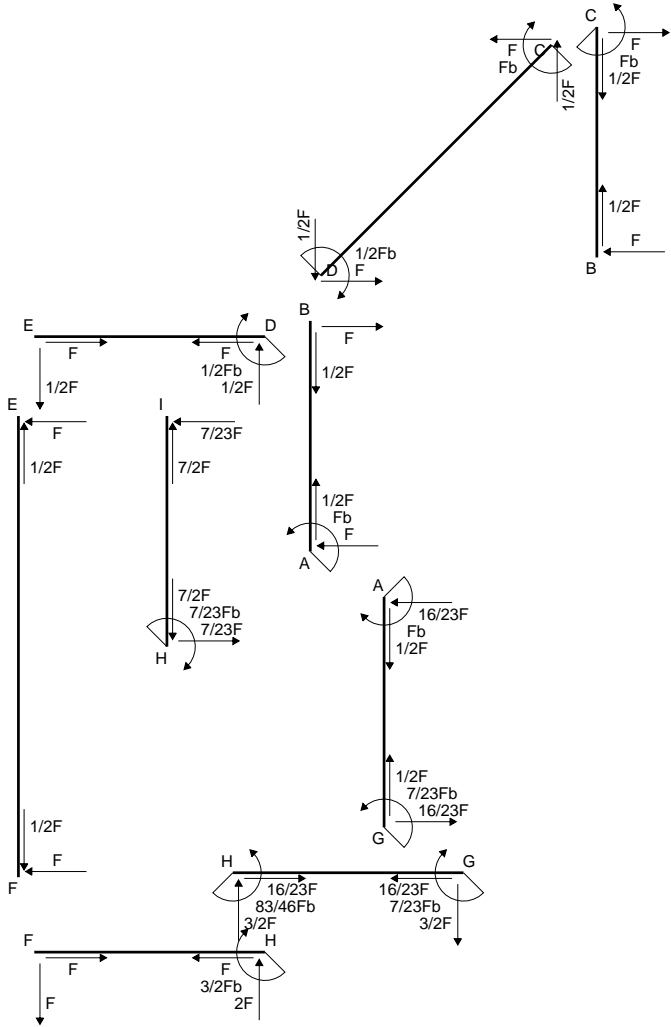 C
F
Fb
1/2F
1/2F
F
B
F
C
Fb
1/2F
1/2F
1/2Fb
D
F
E
D
F
F
1/2Fb
1/2F
1/2F
B
F
1/2F
1/2F
Fb
F
A
E
F
1/2F
1/2F
F
F
I
7/23F
7/2F
7/2F
7/23Fb
7/23F
H
A
16/23F
Fb
1/2F
1/2F
7/23Fb
16/23F
G
H
G
16/23F
16/23F
83/46Fb
7/23Fb
3/2F
3/2F
F
H
F
F
3/2Fb
F
2F